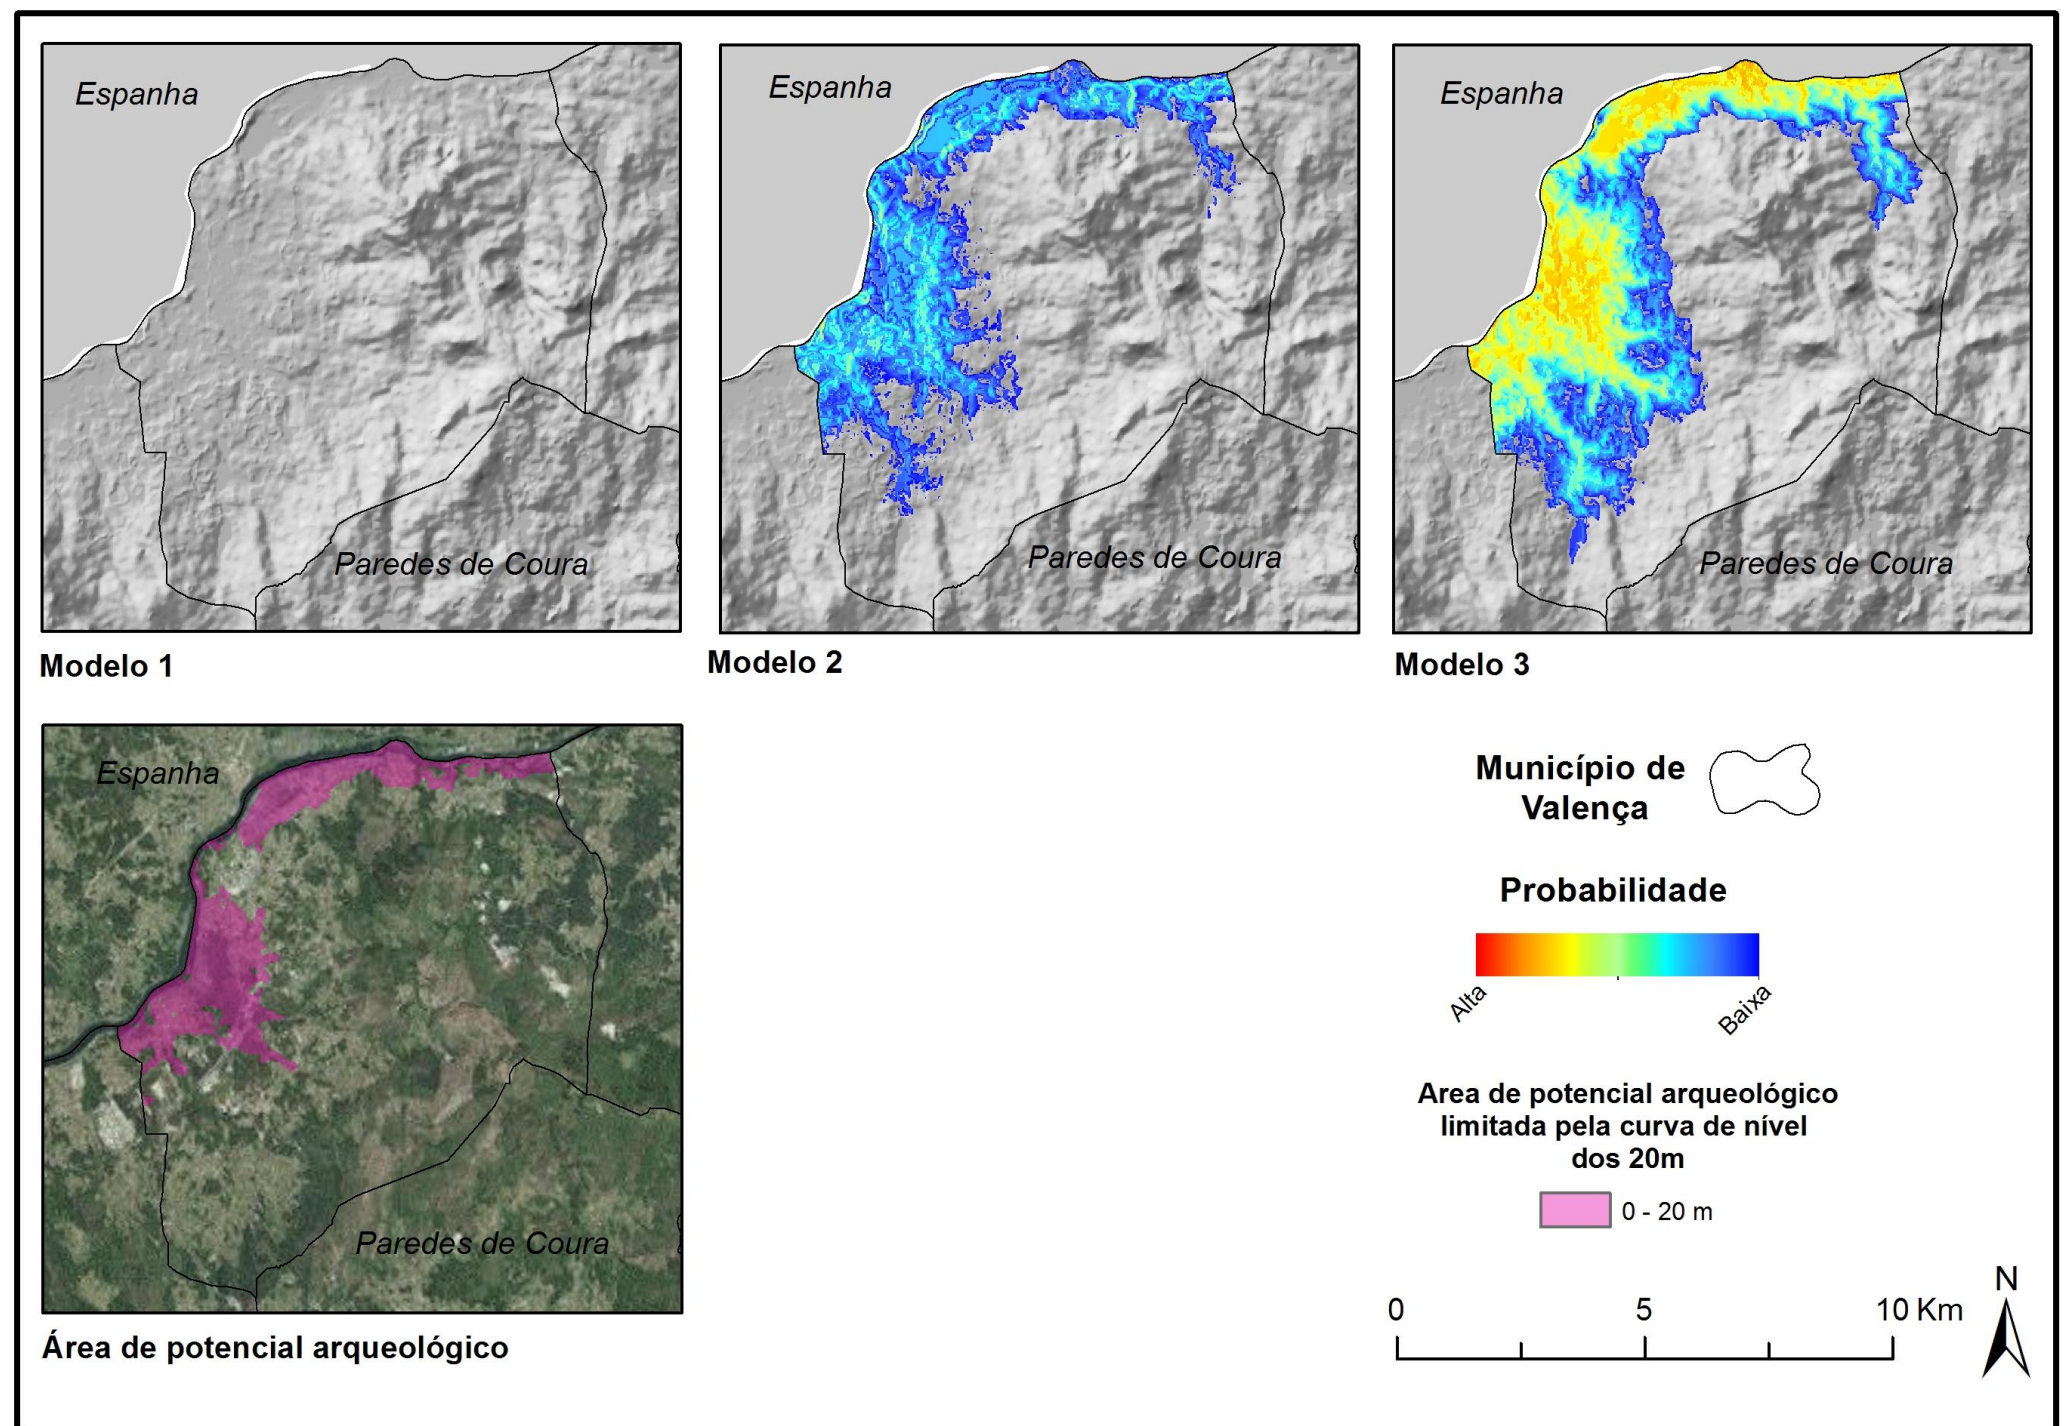 Espanha
Paredes de Coura
Modelo 1
Espanha
Paredes de Coura
Modelo 2
Espanha
Paredes de Coura
Modelo 3
Espanha
Paredes de Coura
Área de potencial arqueológico
Município de
Valença
Probabilidade
Alta
Baixa
Area de potencial arqueológico
limitada pela curva de nível
dos 20m
0 - 20 m
0 5 10 Km
N